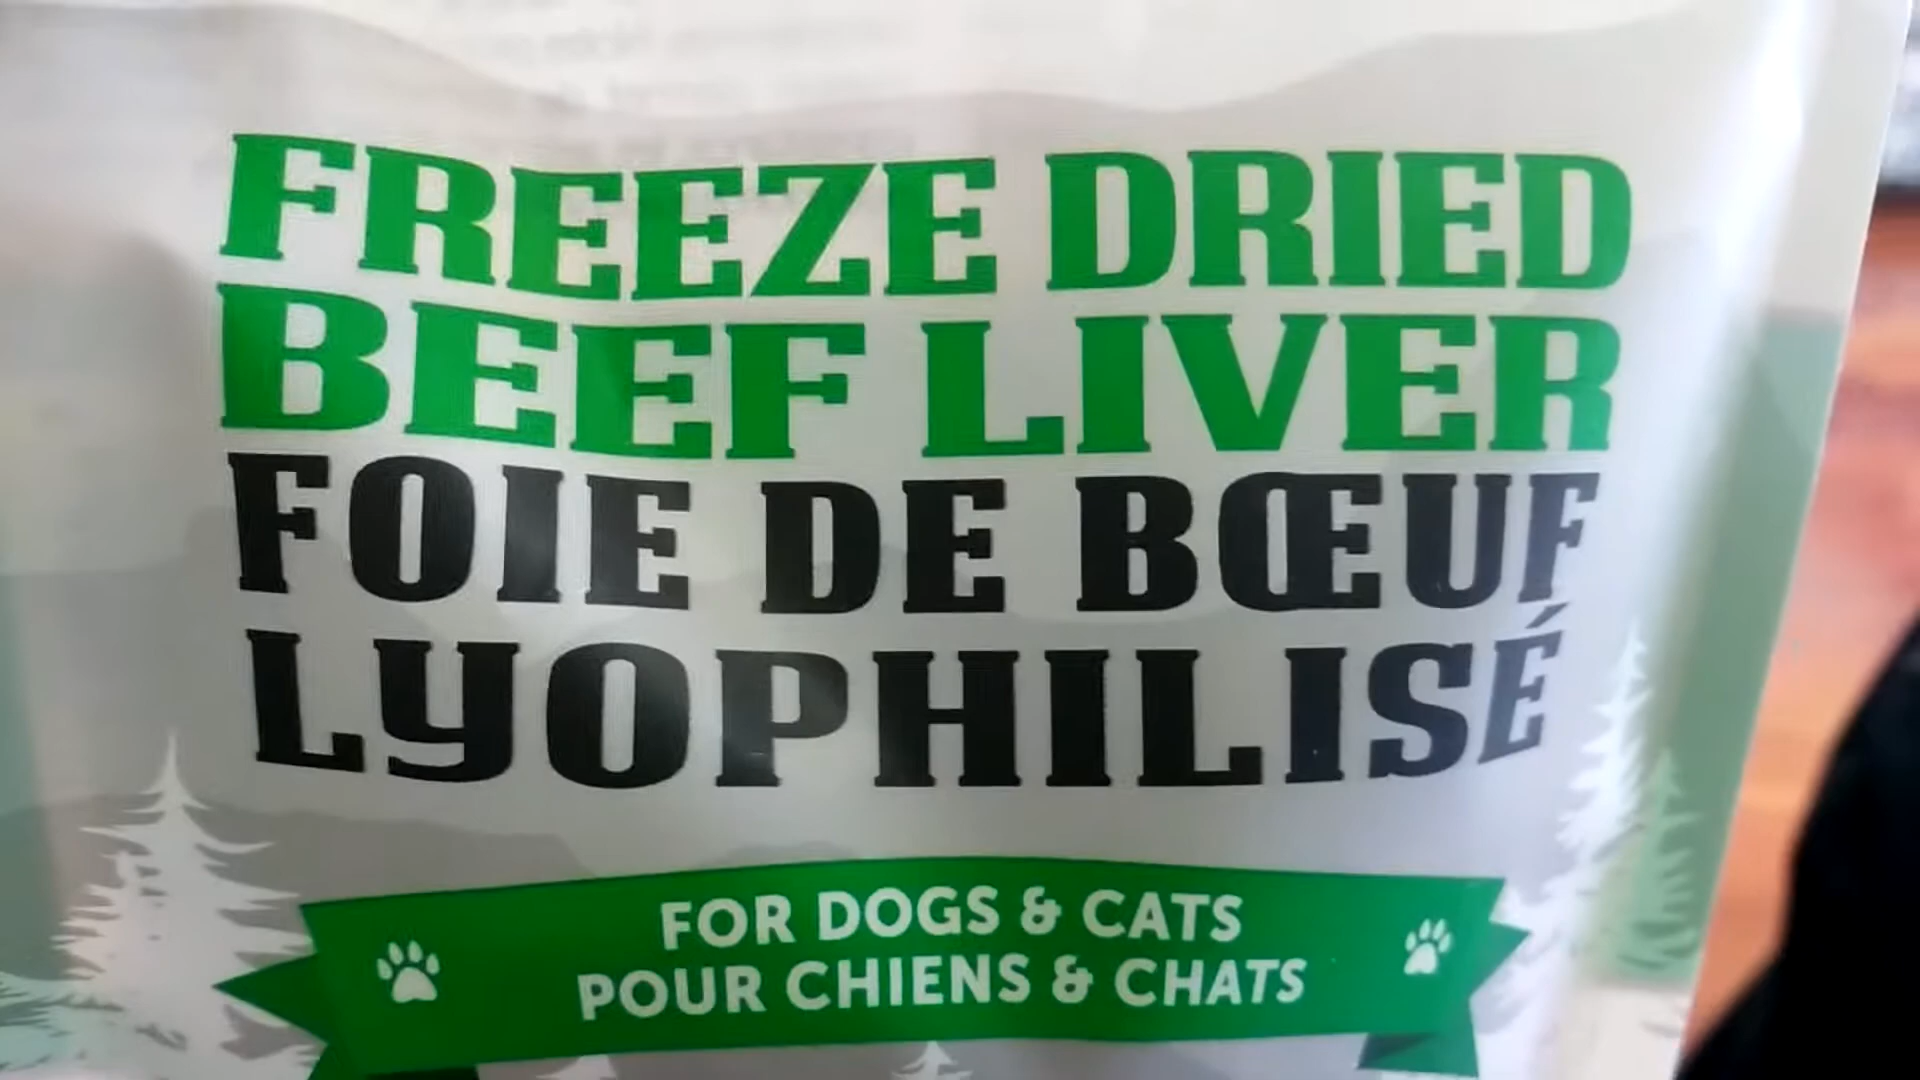 FREEZE DRIED
BEEF LIVER
FOIE DE BŒUF
LYOPHILISÉ
FOR DOGS & CATS
POUR CHIENS & CHATS